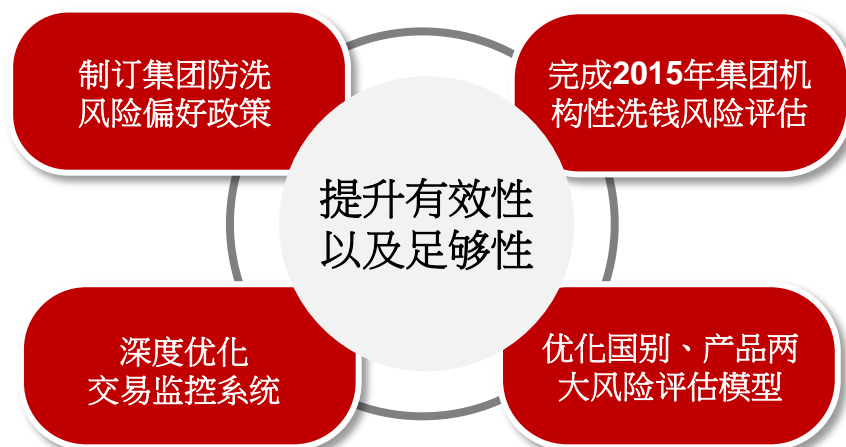 制订集团防洗
风险偏好政策
完成2015年集团机
构性洗钱风险评估
提升有效性
以及足够性
深度优化
交易监控系统
优化国别、产品两
大风险评估模型